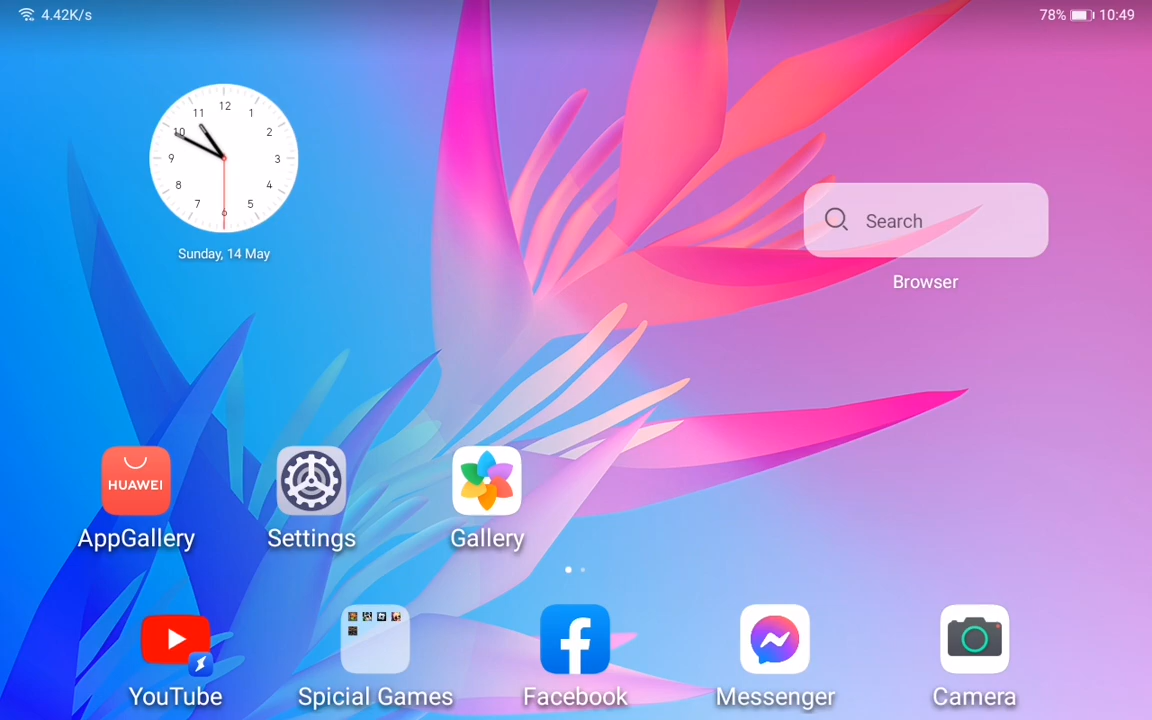 4.42K/s
78% 10:49
12
11 1
10 2
9 3
8 4
7 5
6
Sunday, 14 May
Search
Browser
HUAWEI
AppGallery
Settings
Gallery
YouTube
Spicial Games
Facebook
Messenger
Camera